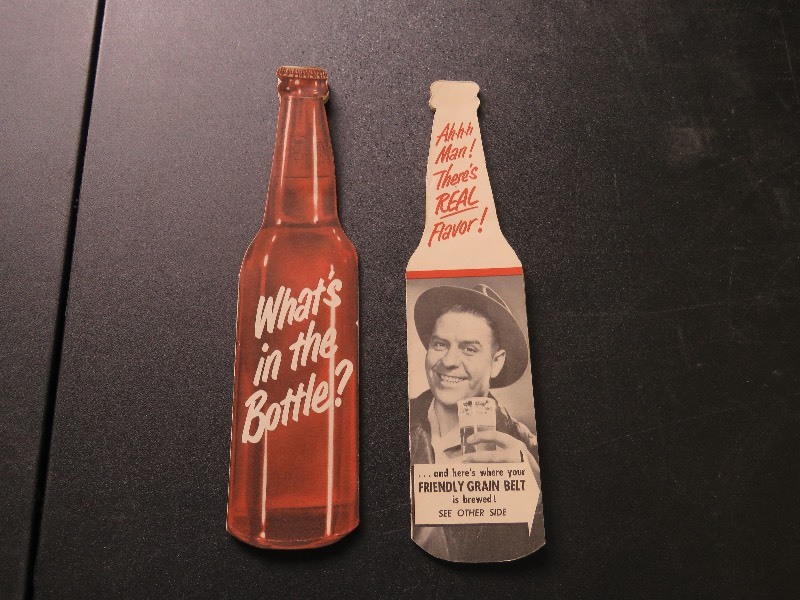 What's
in the
Bottle?
Ah-h-h
Man!
There's
REAL
Flavor!
...and here's where your
FRIENDLY GRAIN BELT
is brewed!
SEE OTHER SIDE